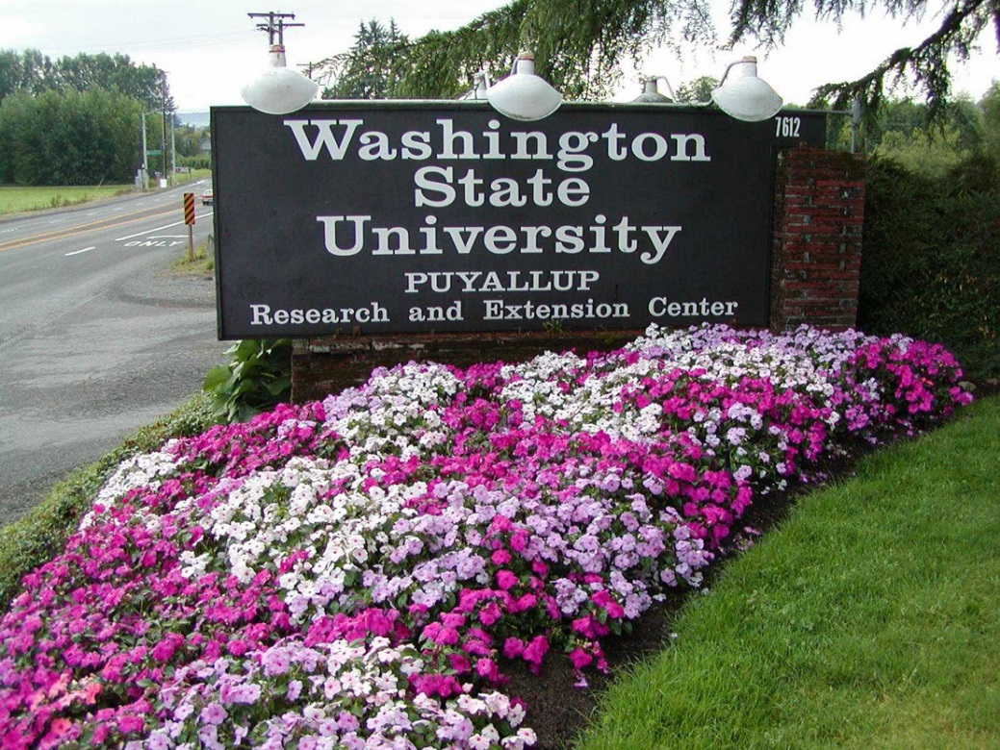 7612
Washington
State
University
PUYALLUP
Research and Extension Center
ONLY